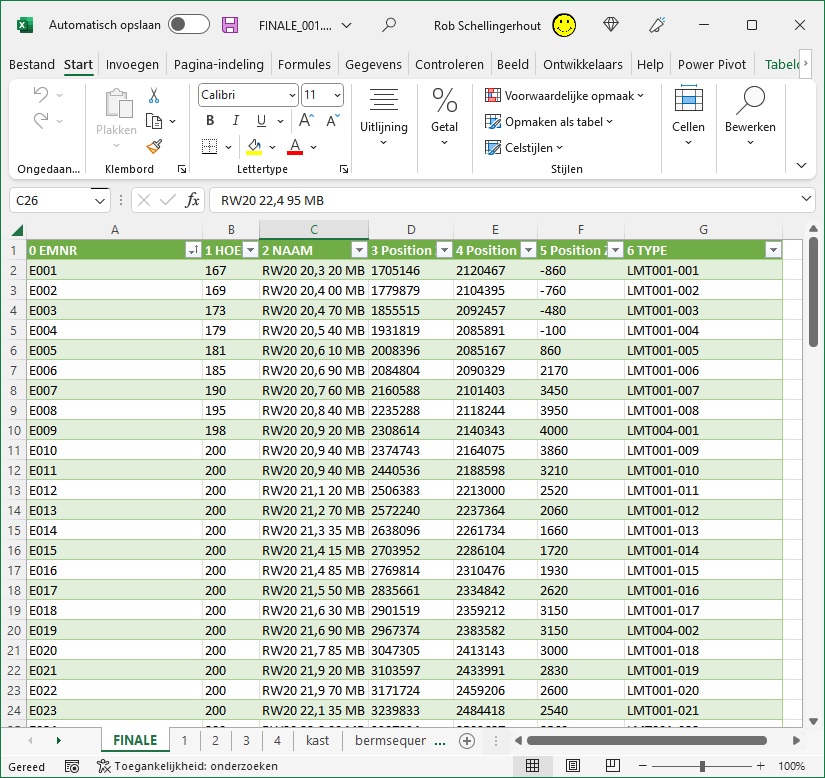 Automatisch opslaan FINALE_001.... Rob Schellingerhout
Bestand Start Invoegen Pagina-indeling Formules Gegevens Controleren Beeld Ontwikkelaars Help Power Pivot Tabel
Plakken
Calibri 11
B I U A A
A
Uitlijning
%
Getal
Voorwaardelijke opmaak
Opmaken als tabel
Celstijlen
Cellen
Bewerken
Ongedaan... Klembord Lettertype Stijlen
C26 fx RW20 22,4 95 MB
A B C D E F G
1 0 EMNR 1 HOE 2 NAAM 3 Position 4 Position 5 Position 6 TYPE
2 E001 167 RW20 20,3 20 MB 1705146 2120467 -860 LMT001-001
3 E002 169 RW20 20,4 00 MB 1779879 2104395 -760 LMT001-002
4 E003 173 RW20 20,4 70 MB 1855515 2092457 -480 LMT001-003
5 E004 179 RW20 20,5 40 MB 1931819 2085891 -100 LMT001-004
6 E005 181 RW20 20,6 10 MB 2008396 2085167 860 LMT001-005
7 E006 185 RW20 20,6 90 MB 2084804 2090329 2170 LMT001-006
8 E007 190 RW20 20,7 60 MB 2160588 2101403 3450 LMT001-007
9 E008 195 RW20 20,8 40 MB 2235288 2118244 3950 LMT001-008
10 E009 198 RW20 20,9 20 MB 2308614 2140343 4000 LMT004-001
11 E010 200 RW20 20,9 40 MB 2374743 2164075 3860 LMT001-009
12 E011 200 RW20 20,9 40 MB 2440536 2188598 3210 LMT001-010
13 E012 200 RW20 21,1 20 MB 2506383 2213000 2520 LMT001-011
14 E013 200 RW20 21,2 70 MB 2572240 2237364 2060 LMT001-012
15 E014 200 RW20 21,3 35 MB 2638096 2261734 1660 LMT001-013
16 E015 200 RW20 21,4 15 MB 2703952 2286104 1720 LMT001-014
17 E016 200 RW20 21,4 85 MB 2769814 2310476 1930 LMT001-015
18 E017 200 RW20 21,5 50 MB 2835661 2334842 2620 LMT001-016
19 E018 200 RW20 21,6 30 MB 2901519 2359212 3150 LMT001-017
20 E019 200 RW20 21,6 90 MB 2967374 2383582 3150 LMT004-002
21 E020 200 RW20 21,7 85 MB 3047305 2413143 3000 LMT001-018
22 E021 200 RW20 21,9 20 MB 3103597 2433991 2830 LMT001-019
23 E022 200 RW20 21,9 70 MB 3171724 2459206 2600 LMT001-020
24 E023 200 RW20 22,1 35 MB 3239833 2484418 2540 LMT001-021
FINALE 1 2 3 4 kast bermsequer ...
Gereed Toegankelijkheid: onderzoeken 100%